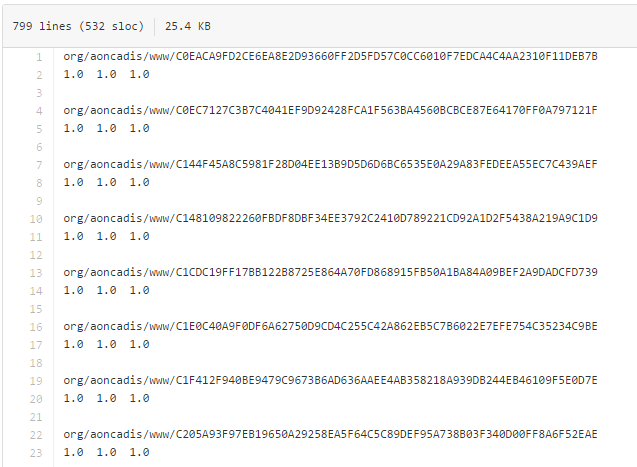 799 lines (532 sloc) 25.4 KB
1 org/aoncadis/www/C0EACA9FD2CE6EA8E2D93660FF2D5FD57C0CC6010F7EDCA4C4AA2310F11DEB7B
2 1.0 1.0 1.0
3
4 org/aoncadis/www/C0EC7127C3B7C4041EF9D92428FCA1F563BA4560BCBCE87E64170FF0A797121F
5 1.0 1.0 1.0
6
7 org/aoncadis/www/C144F45A8C5981F28D04EE13B9D5D6D6BC6535E0A29A83FEDEEA55EC7C439AEF
8 1.0 1.0 1.0
9
10 org/aoncadis/www/C148109822260FBDF8DBF34EE3792C2410D789221CD92A1D2F5438A219A9C1D9
11 1.0 1.0 1.0
12
13 org/aoncadis/www/C1CDC19FF17BB122B8725E864A70FD868915FB50A1BA84A09BEF2A9DADCFD739
14 1.0 1.0 1.0
15
16 org/aoncadis/www/C1E0C40A9F0DF6A62750D9CD4C255C42A862EB5C7B6022E7EFE754C35234C9BE
17 1.0 1.0 1.0
18
19 org/aoncadis/www/C1F412F940BE9479C9673B6AD636AAEE4AB358218A939DB244EB46109F5E0D7E
20 1.0 1.0 1.0
21
22 org/aoncadis/www/C205A93F97EB19650A29258EA5F64C5C89DEF95A738B03F340D00FF8A6F52EAE
23 1.0 1.0 1.0